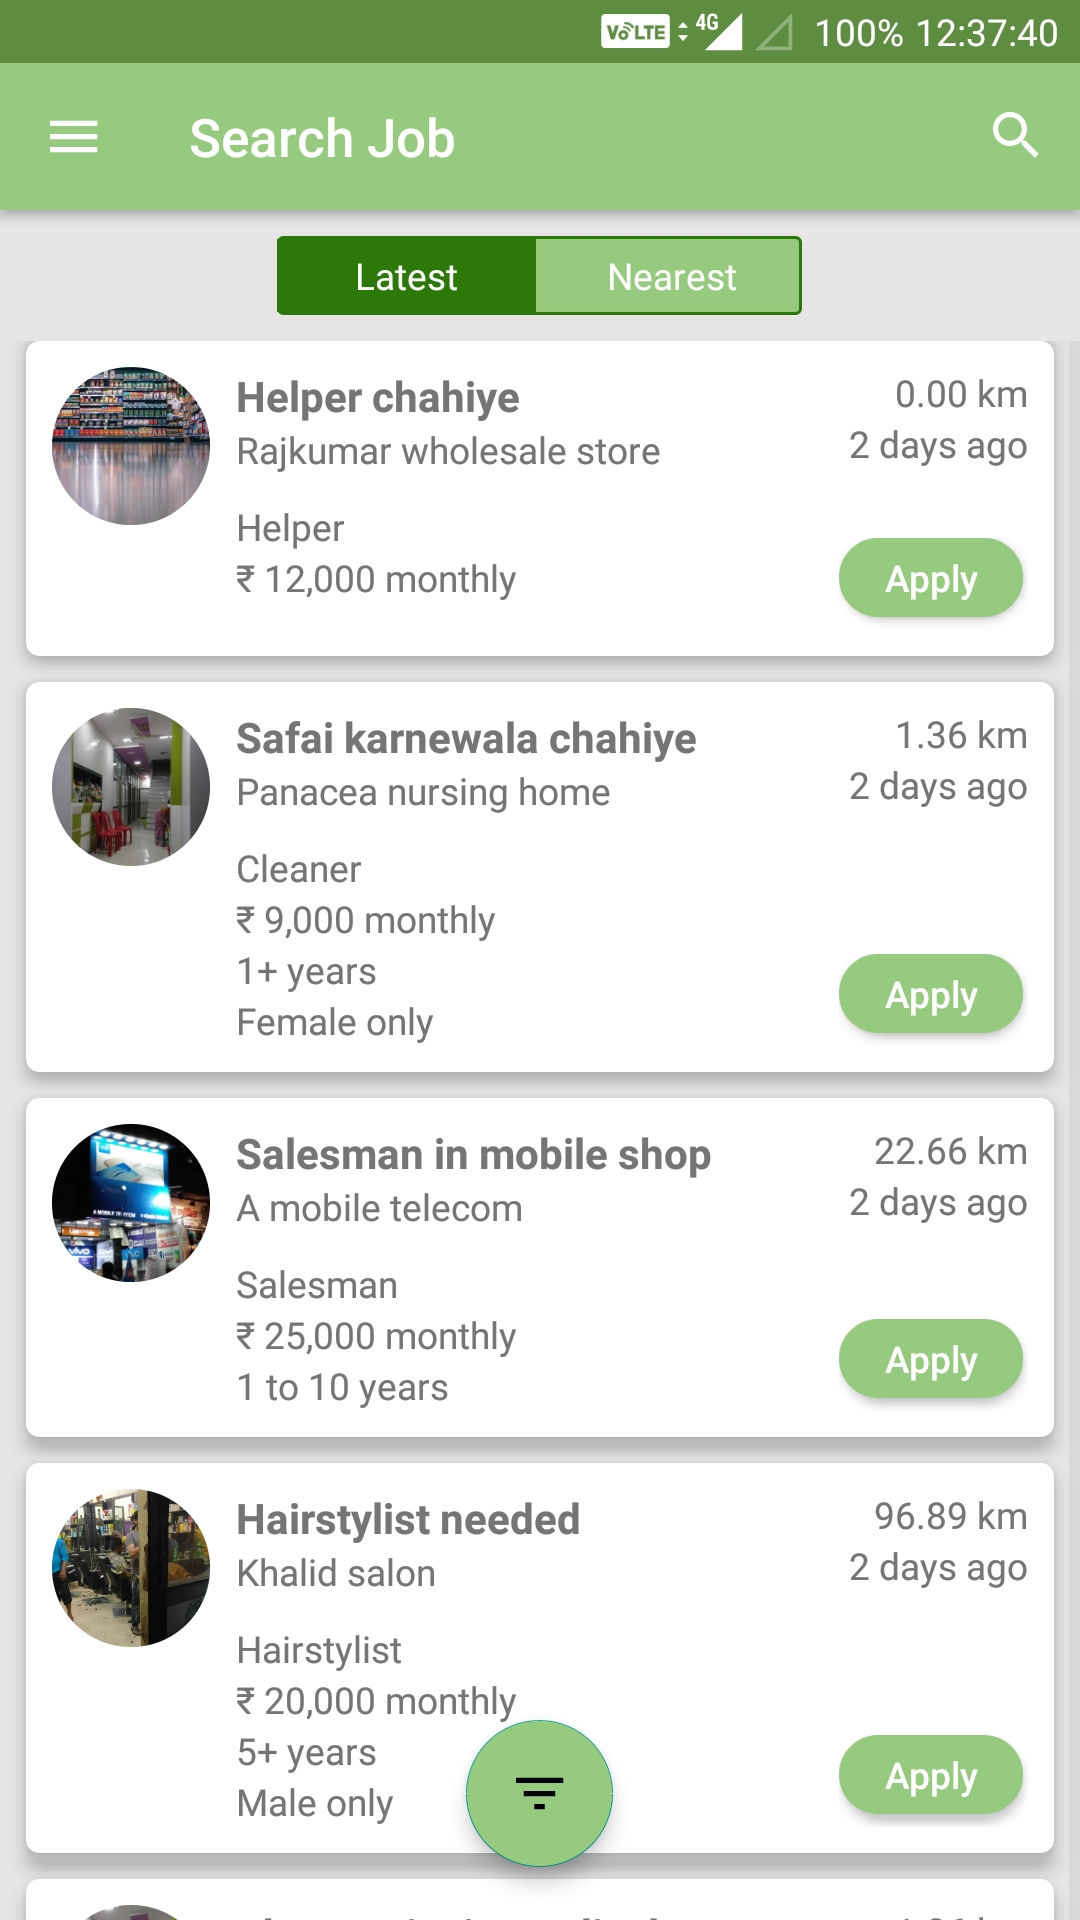 VoLTE 4G 100% 12:37:40
Search Job
Latest Nearest
Helper chahiye 0.00 km
Rajkumar wholesale store 2 days ago
Helper
₹ 12,000 monthly Apply
Safai karnewala chahiye 1.36 km
Panacea nursing home 2 days ago
Cleaner
₹ 9,000 monthly
1+ years Apply
Female only
Salesman in mobile shop 22.66 km
A mobile telecom 2 days ago
Salesman
₹ 25,000 monthly Apply
1 to 10 years
Hairstylist needed 96.89 km
Khalid salon 2 days ago
Hairstylist
₹ 20,000 monthly
5+ years Apply
Male only